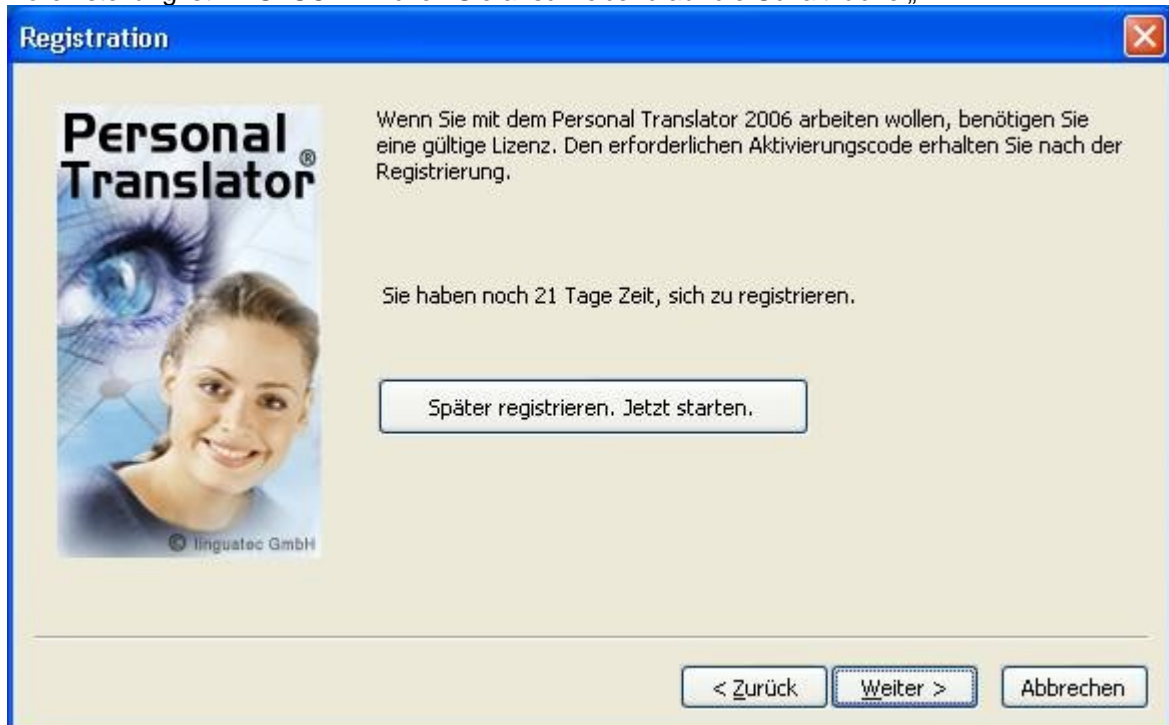 Registration
Personal
Translator®
Wenn Sie mit dem Personal Translator 2006 arbeiten wollen, benötigen Sie
eine gültige Lizenz. Den erforderlichen Aktivierungscode erhalten Sie nach der
Registrierung.
Sie haben noch 21 Tage Zeit, sich zu registrieren.
Später registrieren. Jetzt starten.
© linguatec GmbH
< Zurück
Weiter >
Abbrechen